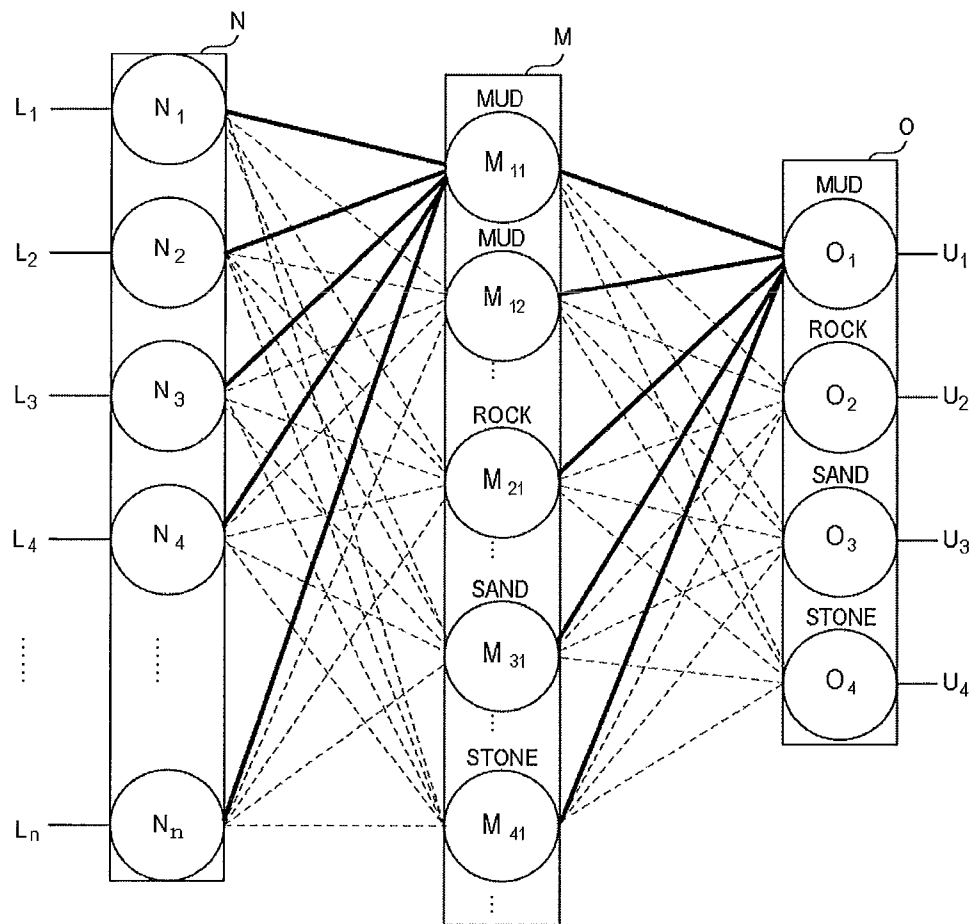 N
M
O
L1
N1
MUD
M11
MUD
O1
U1
L2
N2
MUD
M12
ROCK
O2
U2
L3
N3
ROCK
M21
SAND
O3
U3
L4
N4
SAND
M31
STONE
O4
U4
STONE
M41
Ln
Nn